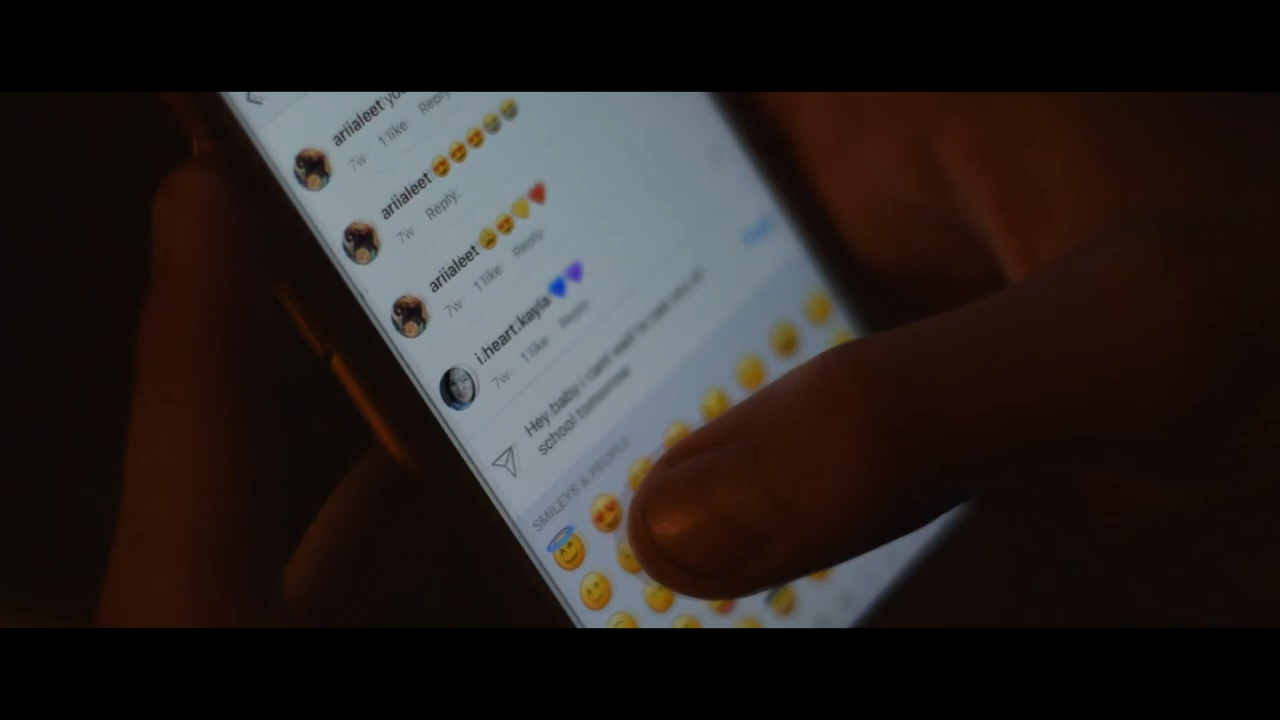 ariialeet
7w 1 like Reply
ariialeet 😍😍😍😭😭
7w Reply
ariialeet 😩😍💛❤️
7w 1 like Reply
i.heart.kayla 💙💜
7w 1 like Reply
Hey baby i cant wait to see you at
school tomorrow
SMILEYS & PEOPLE